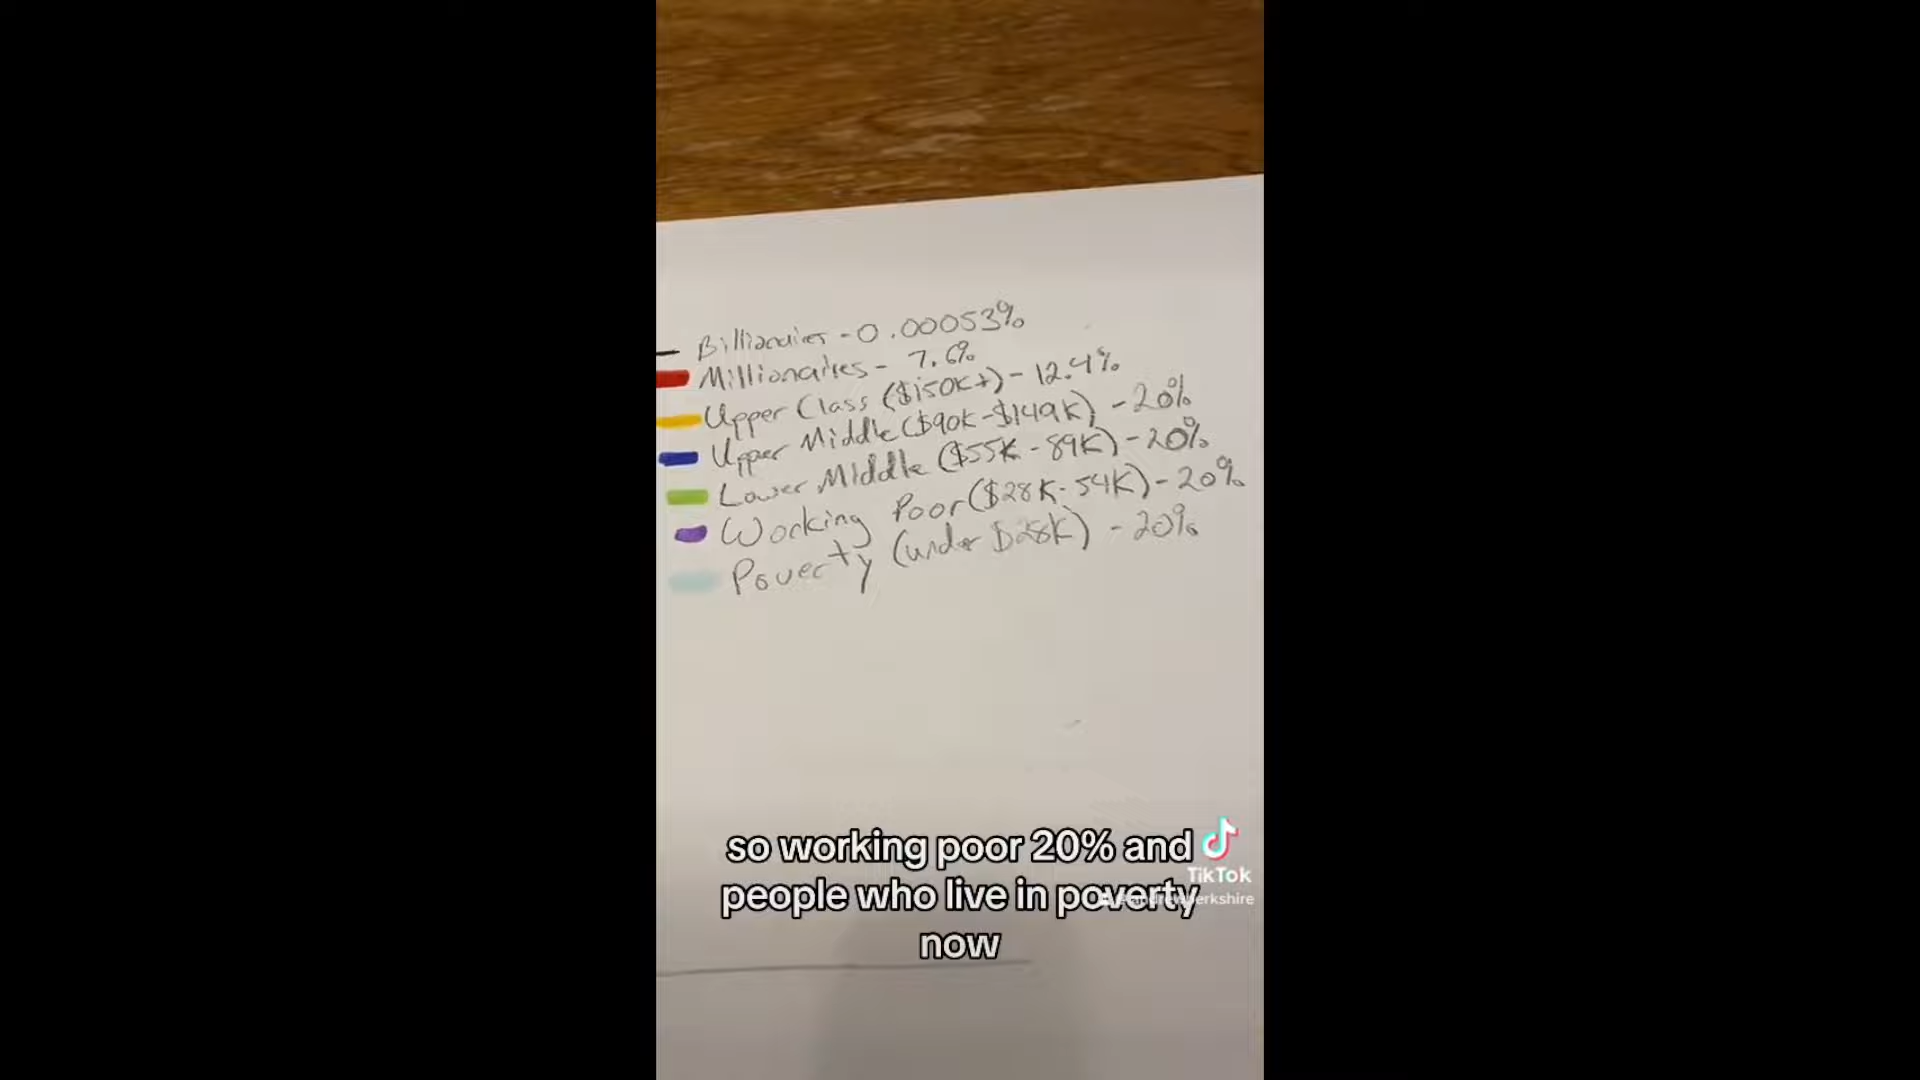 Billionaires - 0.00053%
Millionaires - 7.6%
Upper Class ($150K+) - 12.4%
Upper Middle ($90K-$149K) - 20%
Lower Middle ($55K - 89K) - 20%
Working Poor ($28K-54K) - 20%
Poverty (under $28K) - 20%
so working poor 20% and
people who live in poverty
now
TikTok
@andrewberkshire